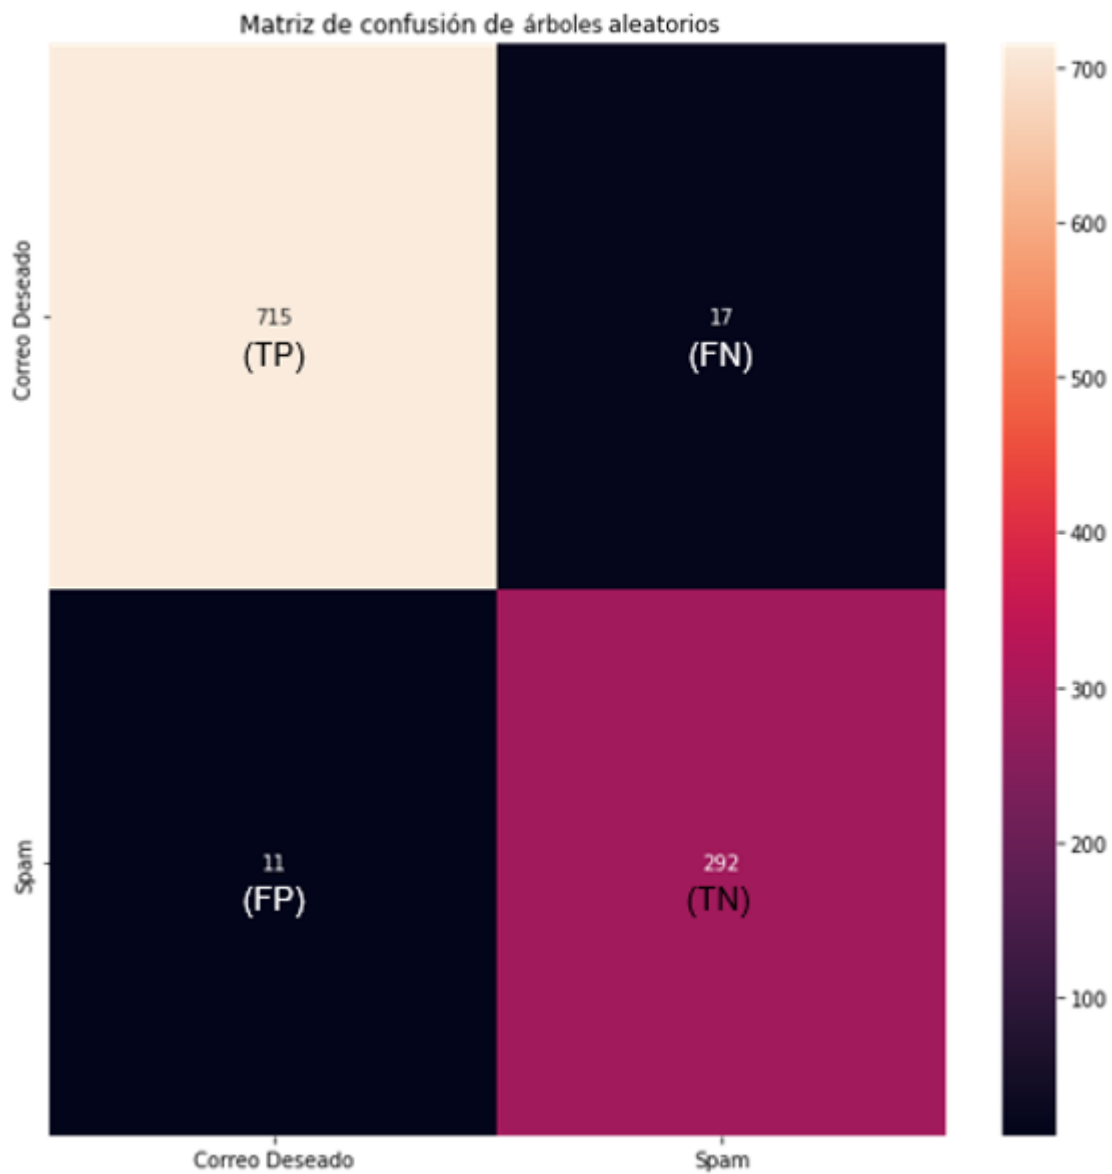 Matriz de confusión de árboles aleatorios
Correo Deseado
715
(TP)
17
(FN)
Spam
11
(FP)
292
(TN)
Correo Deseado
Spam
700
600
500
400
300
200
100